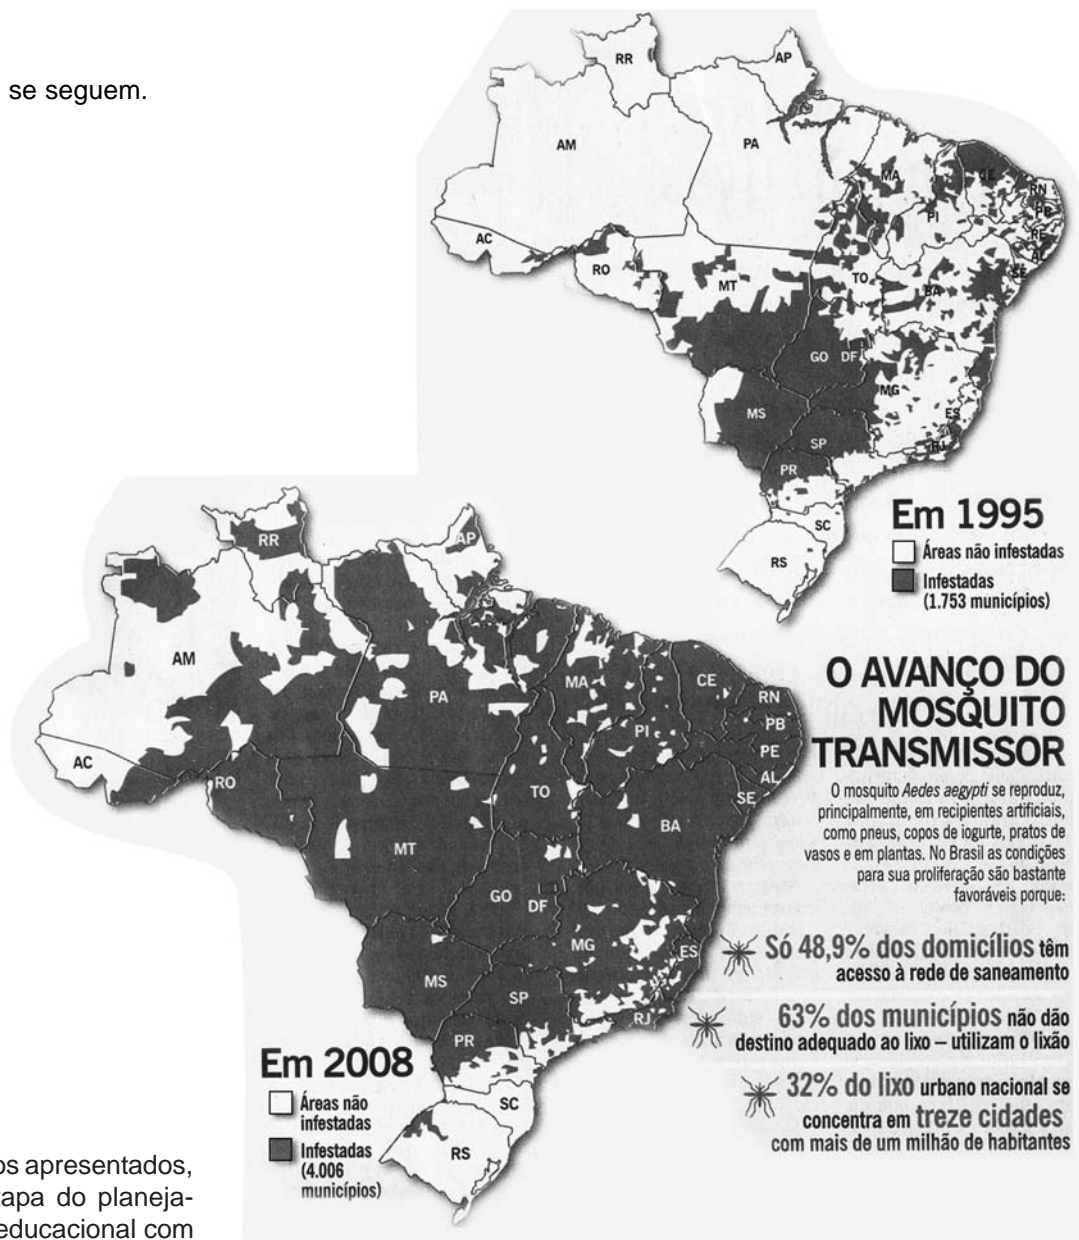 se seguem.
RR
AP
AM
PA
MA
CE
RN
PI
PB
PE
AL
SE
AC
RO
MT
TO
BA
GO
DF
MG
MS
ES
SP
RJ
PR
SC
RS
Em 1995
Áreas não infestadas
Infestadas
(1.753 municípios)
RR
AP
AM
PA
MA
CE
RN
PB
PI
PE
AL
SE
AC
RO
TO
BA
MT
GO
DF
MG
ES
MS
SP
RJ
PR
SC
RS
Em 2008
Áreas não
infestadas
Infestadas
(4.006
municípios)
O AVANÇO DO
MOSQUITO
TRANSMISSOR
O mosquito Aedes aegypti se reproduz,
principalmente, em recipientes artificiais,
como pneus, copos de iogurte, pratos de
vasos e em plantas. No Brasil as condições
para sua proliferação são bastante
favoráveis porque:
Só 48,9% dos domicílios têm
acesso à rede de saneamento
63% dos municípios não dão
destino adequado ao lixo – utilizam o lixão
32% do lixo urbano nacional se
concentra em treze cidades
com mais de um milhão de habitantes
os apresentados,
tapa do planeja-
educacional com